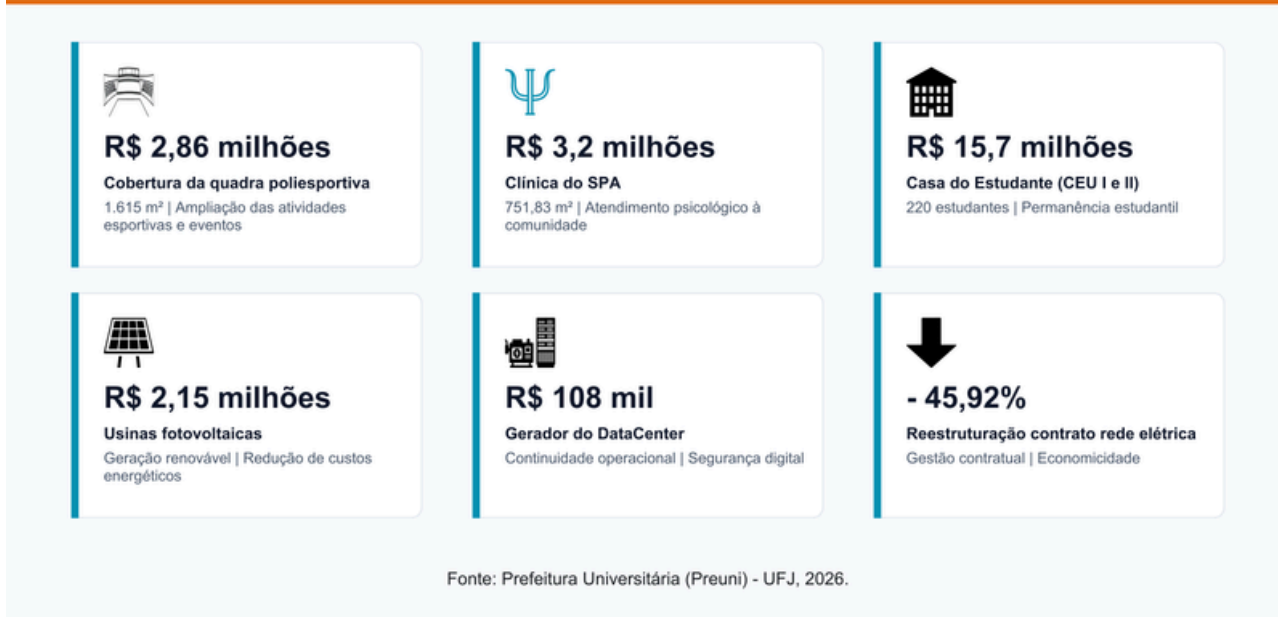 R$ 2,86 milhões
Cobertura da quadra poliesportiva
1.615 m² | Ampliação das atividades
esportivas e eventos
R$ 3,2 milhões
Clínica do SPA
751,83 m² | Atendimento psicológico à
comunidade
R$ 15,7 milhões
Casa do Estudante (CEU I e II)
220 estudantes | Permanência estudantil
R$ 2,15 milhões
Usinas fotovoltaicas
Geração renovável | Redução de custos
energéticos
R$ 108 mil
Gerador do DataCenter
Continuidade operacional | Segurança digital
- 45,92%
Reestruturação contrato rede elétrica
Gestão contratual | Economicidade
Fonte: Prefeitura Universitária (Preuni) - UFJ, 2026.